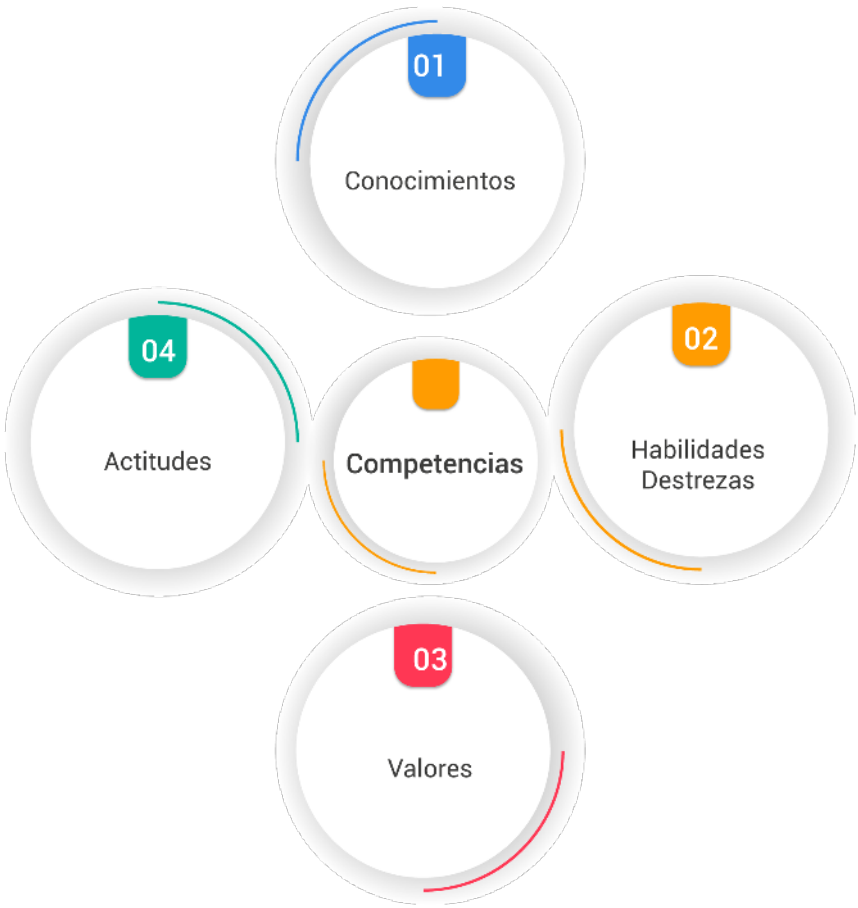 01
Conocimientos
04
Actitudes
Competencias
02
Habilidades
Destrezas
03
Valores